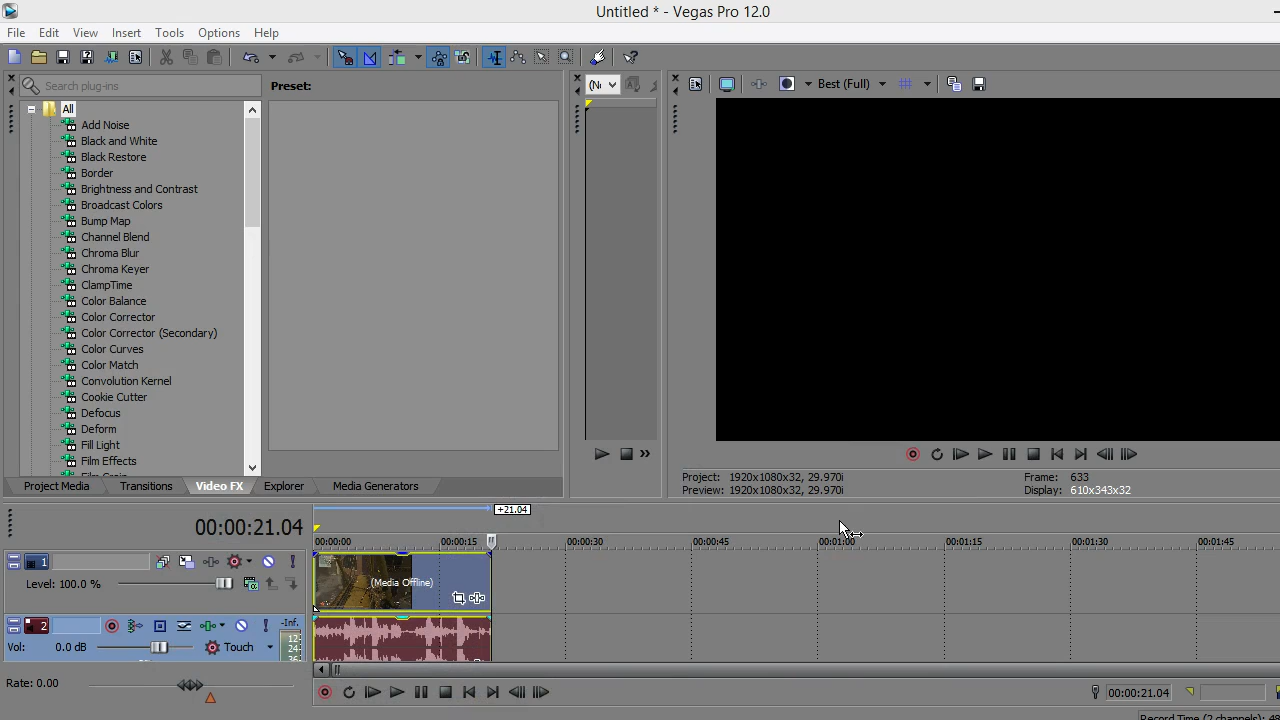 Untitled * - Vegas Pro 12.0
File Edit View Insert Tools Options Help
Search plug-ins
Preset:
Best (Full)
All
Add Noise
Black and White
Black Restore
Border
Brightness and Contrast
Broadcast Colors
Bump Map
Channel Blend
Chroma Blur
Chroma Keyer
ClampTime
Color Balance
Color Corrector
Color Corrector (Secondary)
Color Curves
Color Match
Convolution Kernel
Cookie Cutter
Defocus
Deform
Fill Light
Film Effects
Project Media Transitions Video FX Explorer Media Generators
Project: 1920x1080x32, 29.970i
Preview: 1920x1080x32, 29.970i
Frame: 633
Display: 610x343x32
00:00:21.04
+21.04
00:00:00 00:00:15 00:00:30 00:00:45 00:01:00 00:01:15 00:01:30 00:01:45
1
Level: 100.0 %
(Media Offline)
2
-Inf.
Vol: 0.0 dB Touch
12-
24-
36-
Rate: 0.00
00:00:21.04
Record Time (2 channels):